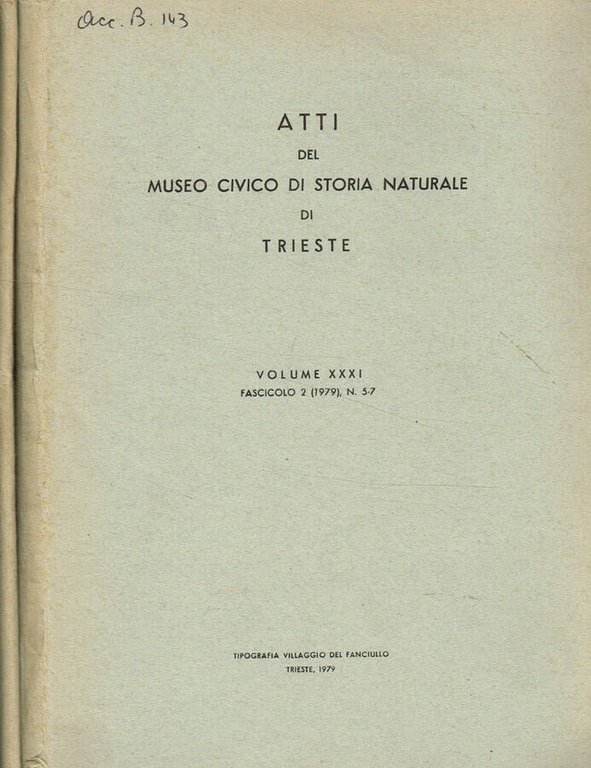 Acc. B. 143
ATTI
DEL
MUSEO CIVICO DI STORIA NATURALE
DI
TRIESTE
VOLUME XXXI
FASCICOLO 2 (1979), N. 5-7
TIPOGRAFIA VILLAGGIO DEL FANCIULLO
TRIESTE, 1979